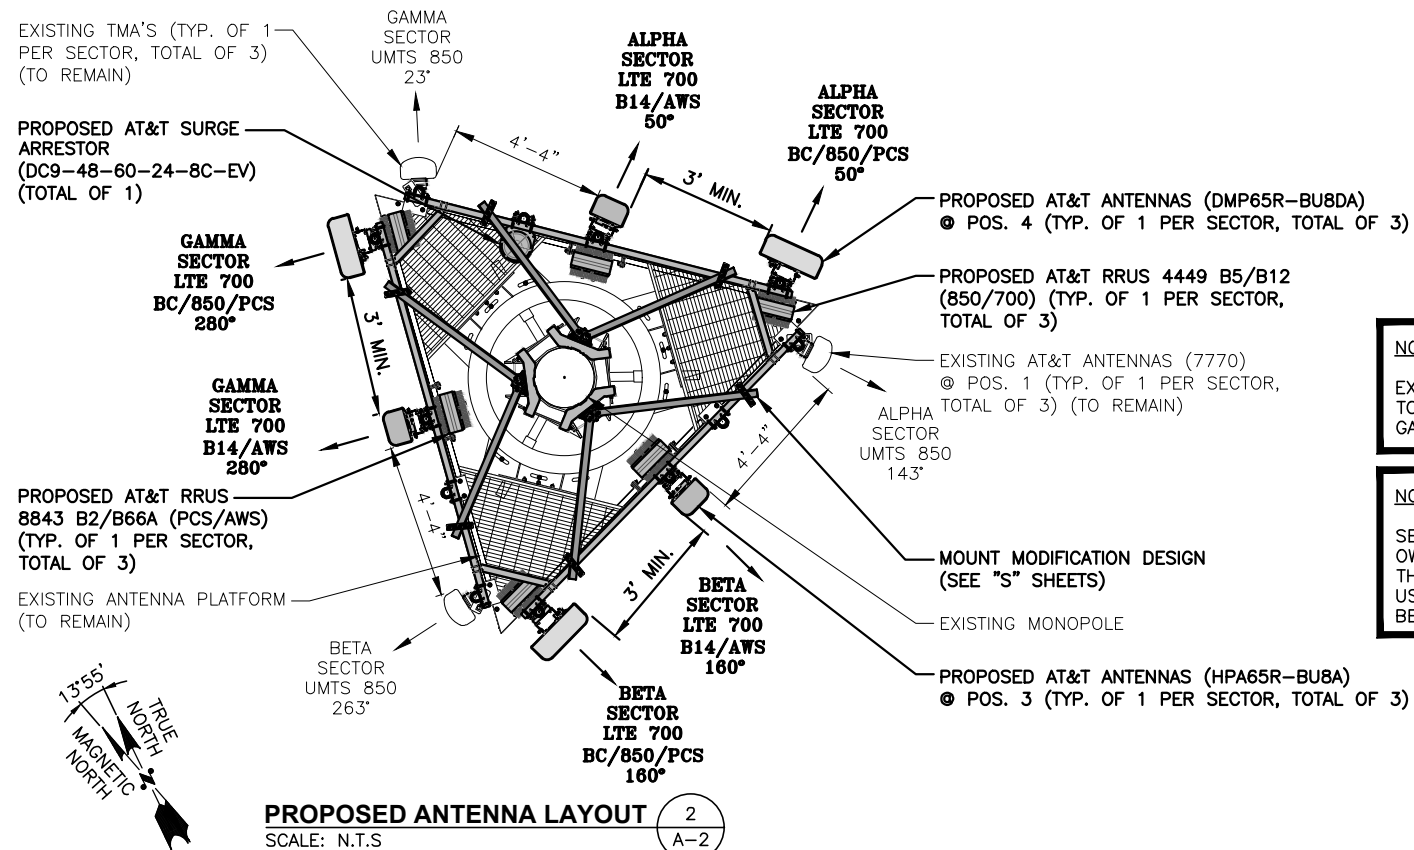 EXISTING TMA'S (TYP. OF 1
PER SECTOR, TOTAL OF 3)
(TO REMAIN)
GAMMA
SECTOR
UMTS 850
23°
ALPHA
SECTOR
LTE 700
B14/AWS
50°
ALPHA
SECTOR
LTE 700
BC/850/PCS
50°
PROPOSED AT&T SURGE
ARRESTOR
(DC9-48-60-24-8C-EV)
(TOTAL OF 1)
4'-4"
3' MIN.
PROPOSED AT&T ANTENNAS (DMP65R-BU8DA)
@ POS. 4 (TYP. OF 1 PER SECTOR, TOTAL OF 3)
GAMMA
SECTOR
LTE 700
BC/850/PCS
280°
PROPOSED AT&T RRUS 4449 B5/B12
(850/700) (TYP. OF 1 PER SECTOR,
TOTAL OF 3)
3' MIN.
EXISTING AT&T ANTENNAS (7770)
@ POS. 1 (TYP. OF 1 PER SECTOR,
TOTAL OF 3) (TO REMAIN)
GAMMA
SECTOR
LTE 700
B14/AWS
280°
ALPHA
SECTOR
UMTS 850
143°
4'-4"
PROPOSED AT&T RRUS
8843 B2/B66A (PCS/AWS)
(TYP. OF 1 PER SECTOR,
TOTAL OF 3)
4'-4"
3' MIN.
MOUNT MODIFICATION DESIGN
(SEE "S" SHEETS)
EXISTING ANTENNA PLATFORM
(TO REMAIN)
BETA
SECTOR
LTE 700
B14/AWS
160°
EXISTING MONOPOLE
BETA
SECTOR
UMTS 850
263°
PROPOSED AT&T ANTENNAS (HPA65R-BU8A)
@ POS. 3 (TYP. OF 1 PER SECTOR, TOTAL OF 3)
BETA
SECTOR
LTE 700
BC/850/PCS
160°
13°55'
TRUE
NORTH
MAGNETIC
NORTH
N
PROPOSED ANTENNA LAYOUT
2
A-2
SCALE: N.T.S
NO
EX
TO
GA
NO
SE
OW
TH
US
BE